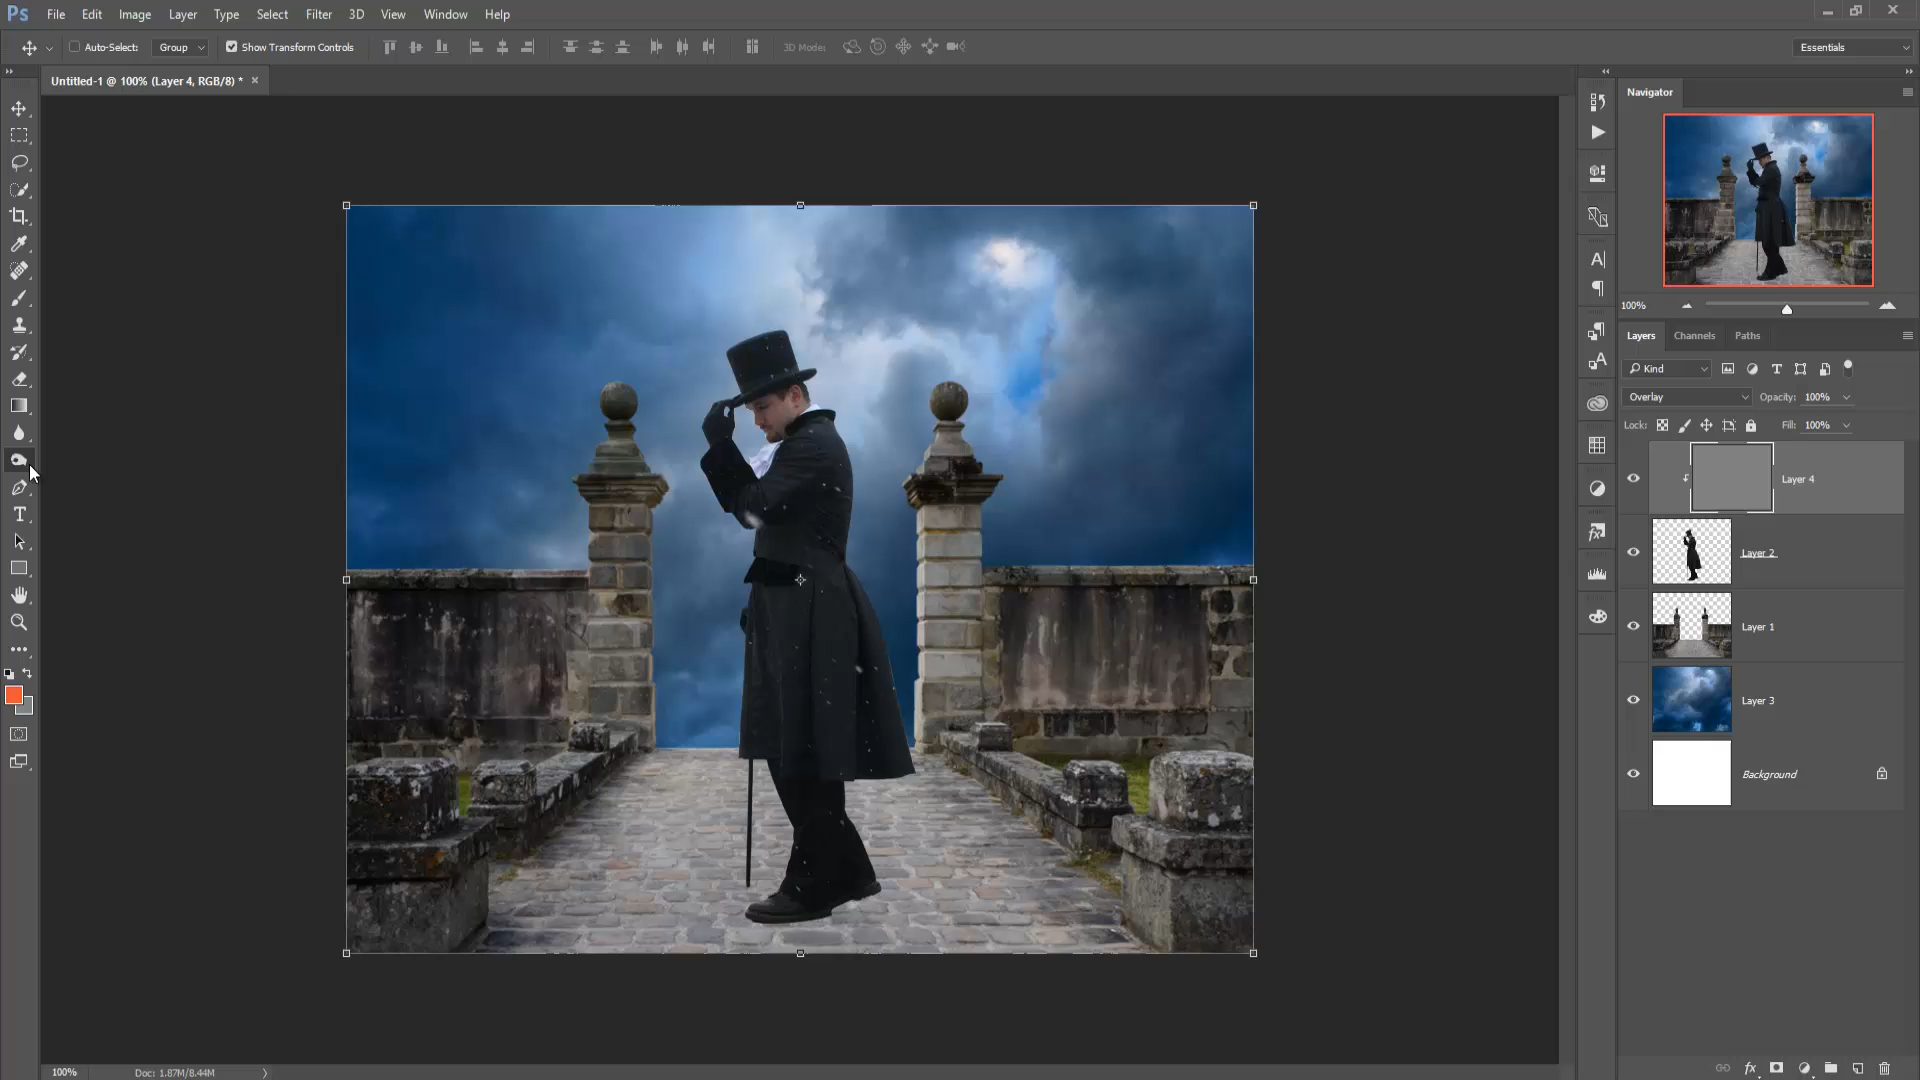 Ps File Edit Image Layer Type Select Filter 3D View Window Help
Auto-Select: Group Show Transform Controls 3D Mode: Essentials
Untitled-1 @ 100% (Layer 4, RGB/8) * ×
Navigator
100%
Layers Channels Paths
Kind
Overlay Opacity: 100%
Lock: Fill: 100%
Layer 4
Layer 2
Layer 1
Layer 3
Background
100% Doc: 1.87M/8.44M